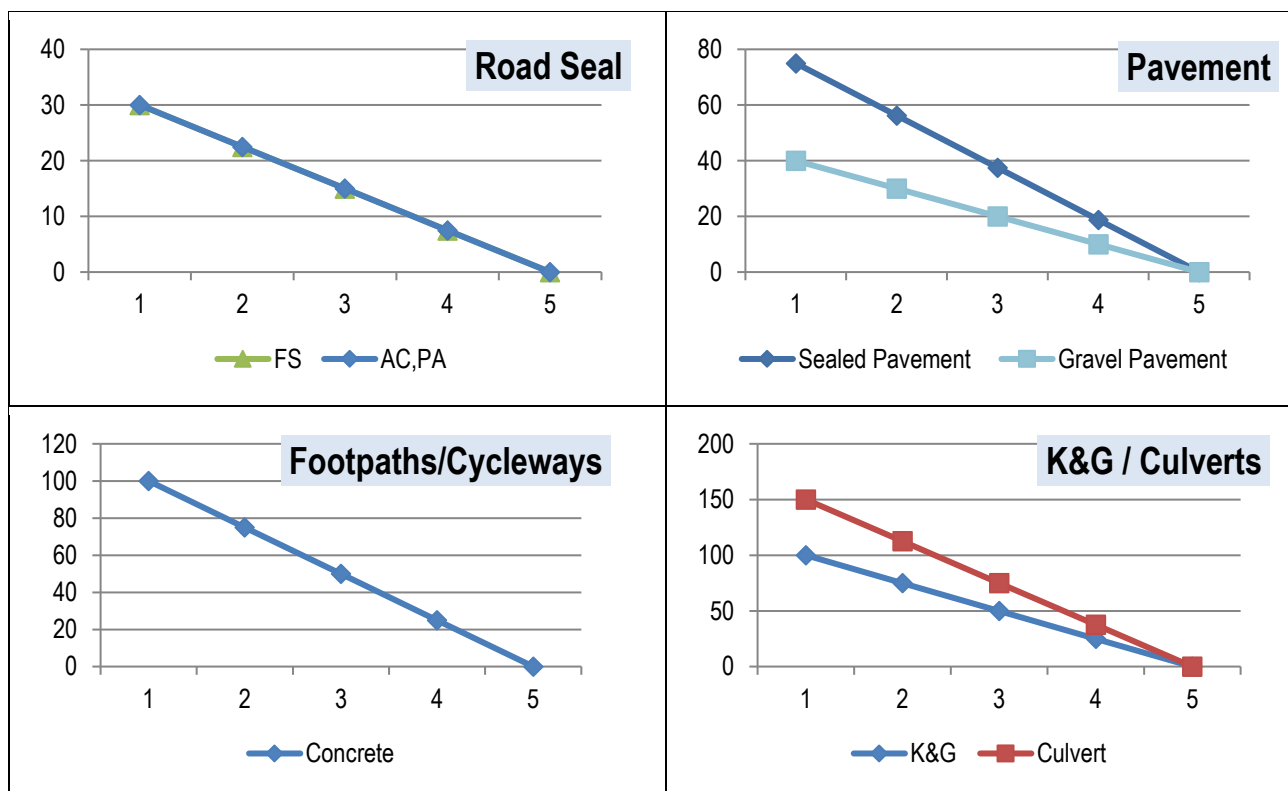 Road Seal
40
30
20
10
0
1 2 3 4 5
FS AC,PA
Pavement
80
60
40
20
0
1 2 3 4 5
Sealed Pavement Gravel Pavement
Footpaths/Cycleways
120
100
80
60
40
20
0
1 2 3 4 5
Concrete
K&G / Culverts
200
150
100
50
0
1 2 3 4 5
K&G Culvert